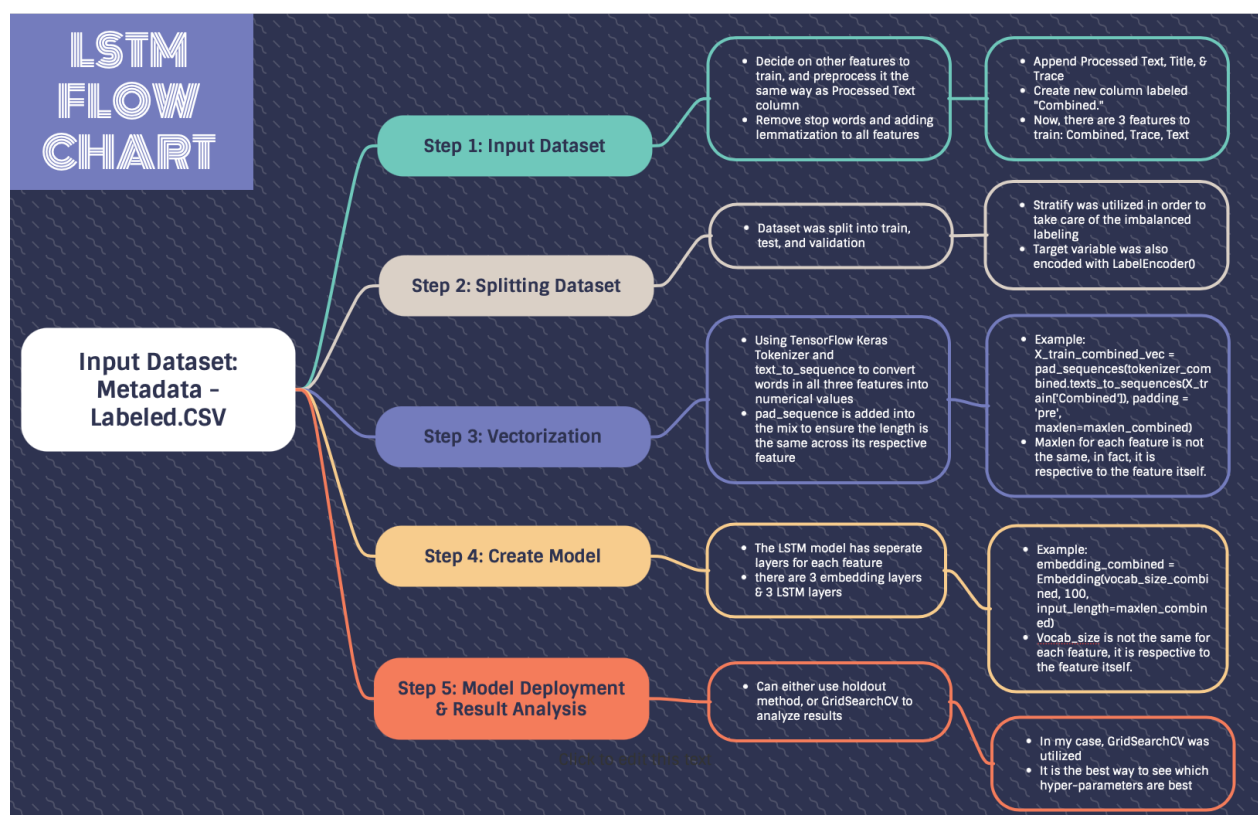 LSTM
FLOW
CHART
Input Dataset:
Metadata -
Labeled.CSV
Step 1: Input Dataset
• Decide on other features to
train, and preprocess it the
same way as Processed Text
column
• Remove stop words and adding
lemmatization to all features
• Append Processed Text, Title, &
Trace
• Create new column labeled
"Combined."
• Now, there are 3 features to
train: Combined, Trace, Text
Step 2: Splitting Dataset
• Dataset was split into train,
test, and validation
• Stratify was utilized in order to
take care of the imbalanced
labeling
• Target variable was also
encoded with LabelEncoder()
Step 3: Vectorization
• Using TensorFlow Keras
Tokenizer and
text_to_sequence to convert
words in all three features into
numerical values
• pad_sequence is added into
the mix to ensure the length is
the same across its respective
feature
• Example:
X_train_combined_vec =
pad_sequences(tokenizer_co
mbined.texts_to_sequences(X_t
rain['Combined']), padding =
'pre',
maxlen=maxlen_combined)
• Maxlen for each feature is not
the same, in fact, it is
respective to the feature itself.
Step 4: Create Model
• The LSTM model has seperate
layers for each feature
• there are 3 embedding layers
& 3 LSTM layers
• Example:
embedding_combined =
Embedding(vocab_size_combi
ned, 100,
input_length=maxlen_combin
ed)
• Vocab_size is not the same for
each feature, it is respective to
the feature itself.
Step 5: Model Deployment
& Result Analysis
• Can either use holdout
method, or GridSearchCV to
analyze results
• In my case, GridSearchCV was
utilized
• It is the best way to see which
hyper-parameters are best